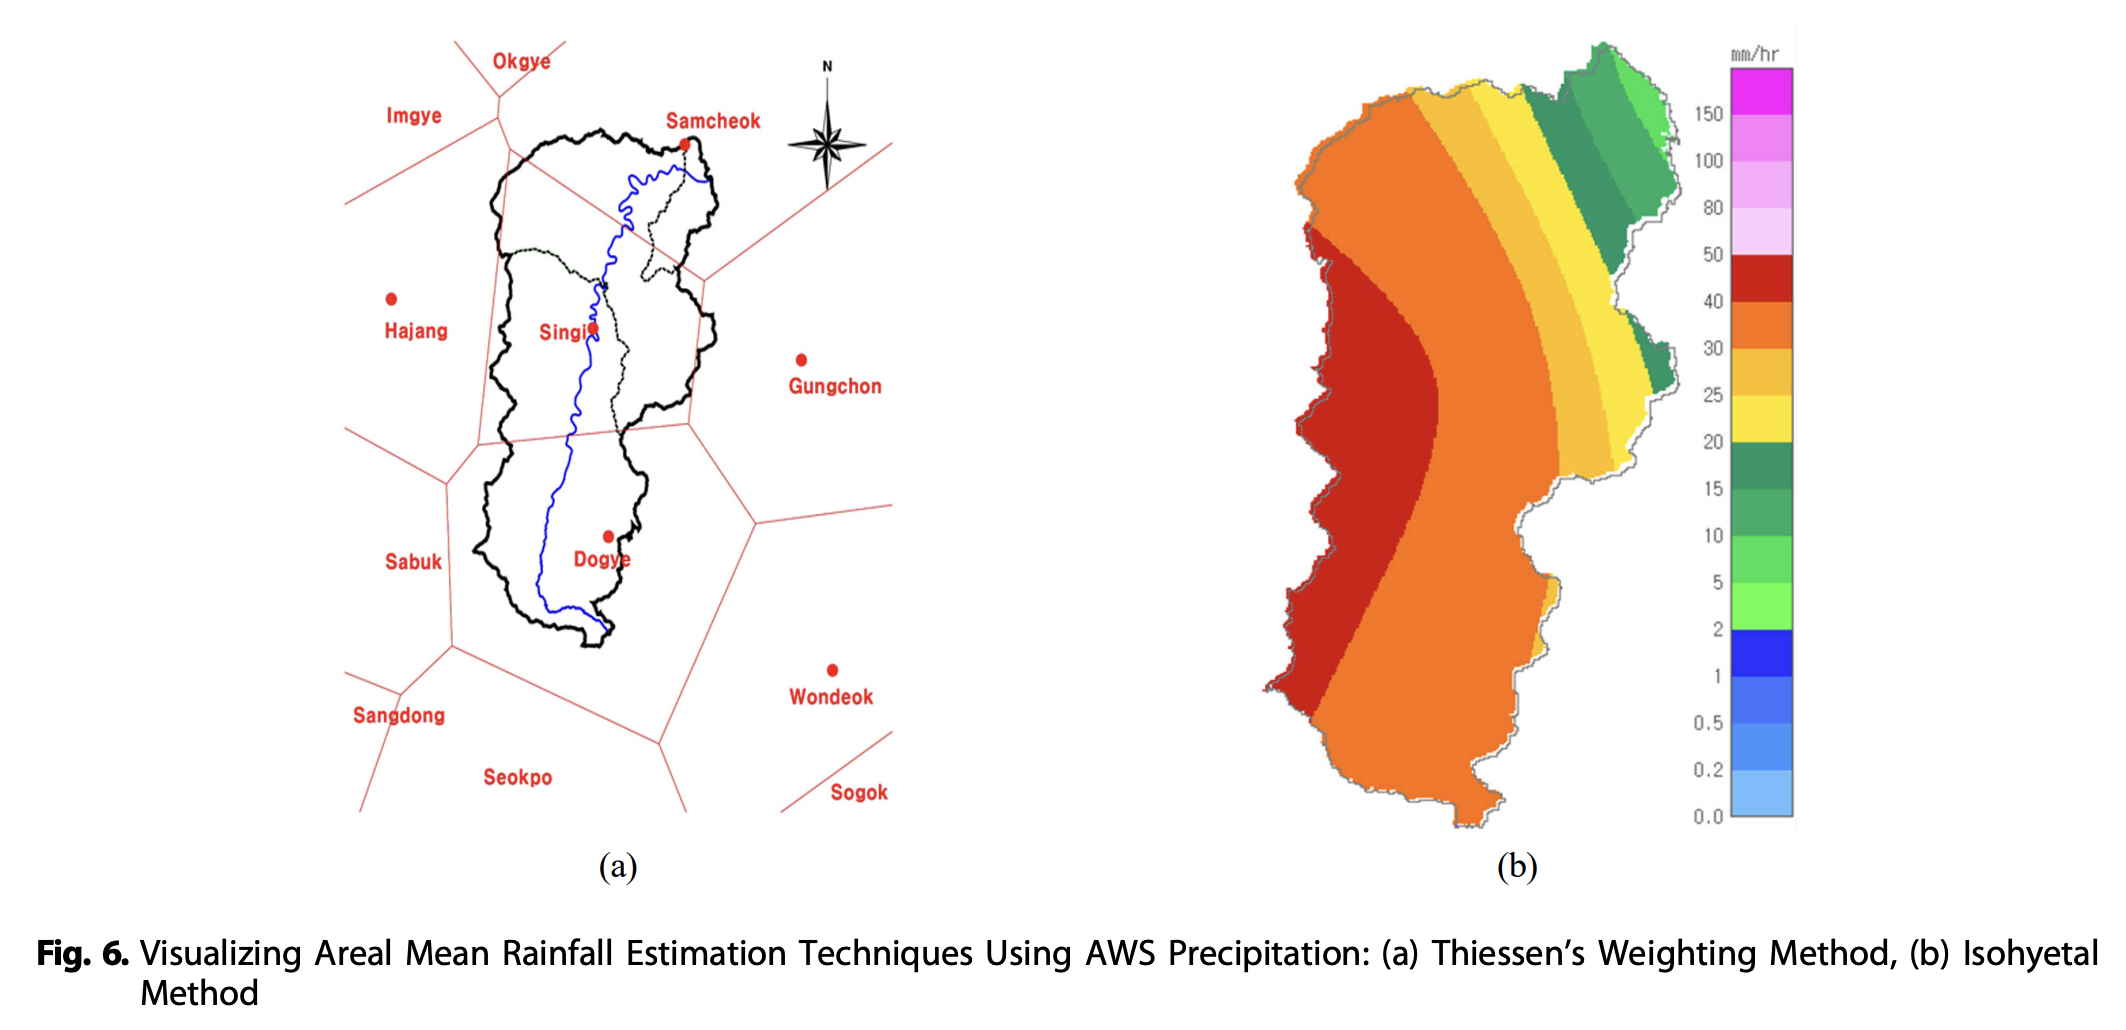 Okgye
Imgye
N
Samcheok
Hajang
Singi
Gungchon
Sabuk
Dogye
Wondeok
Sangdong
Seokpo
Sogok
(a)
mm/hr
150
100
80
50
40
30
25
20
15
10
5
2
1
0.5
0.2
0.0
(b)
Fig. 6. Visualizing Areal Mean Rainfall Estimation Techniques Using AWS Precipitation: (a) Thiessen’s Weighting Method, (b) Isohyetal
Method